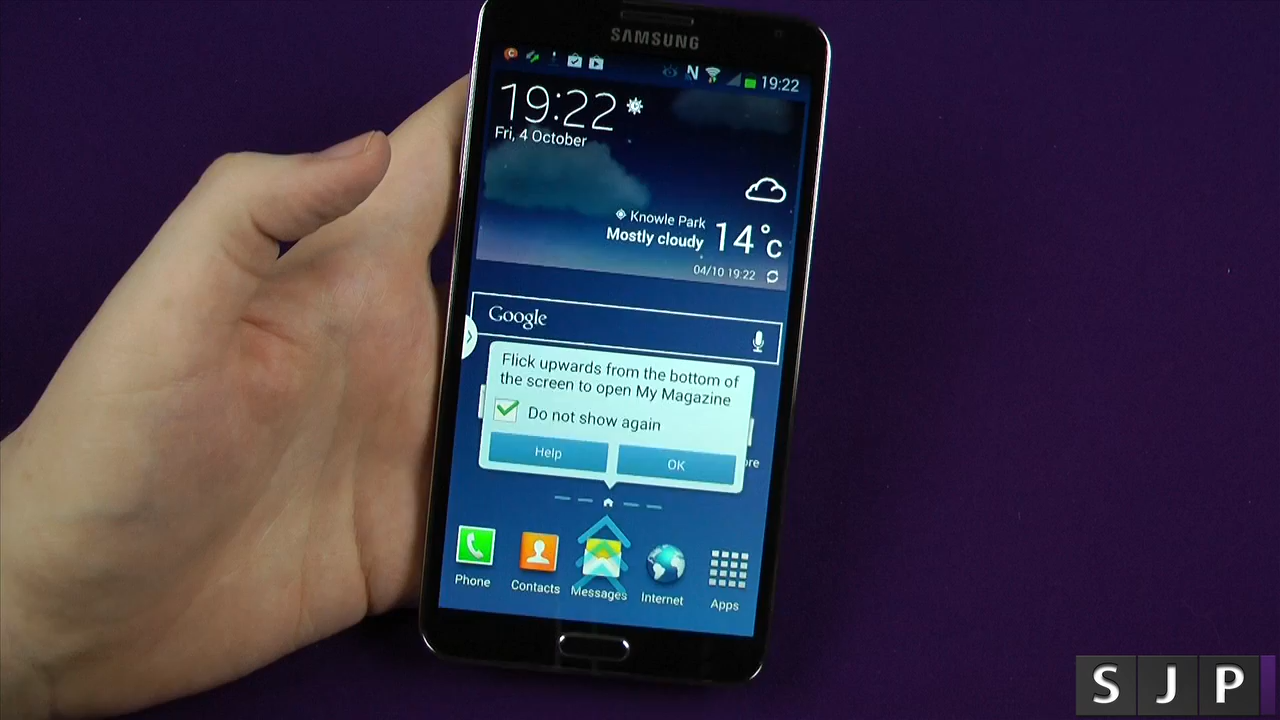 SAMSUNG
N
19:22
19:22
Fri, 4 October
Knowle Park
Mostly cloudy
14°C
04/10 19:22
Google
Flick upwards from the bottom of
the screen to open My Magazine
Do not show again
Help
OK
Phone
Contacts
Messages
Internet
Apps
SJP